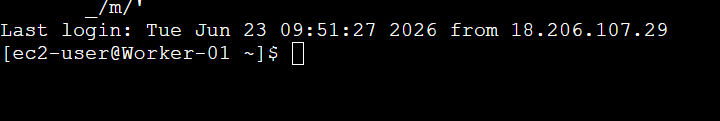 _/m/'
Last login: Tue Jun 23 09:51:27 2026 from 18.206.107.29
[ec2-user@Worker-01 ~]$